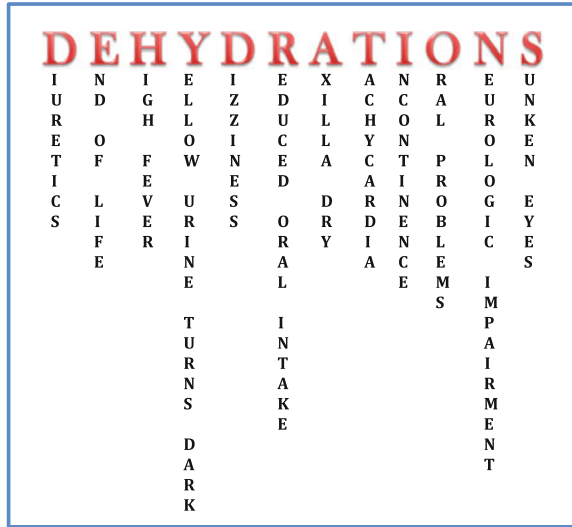 DEHYDRATIONS
IURETICS
ND OF LIFE
IGH FEVER
ELLOW URINE TURNS DARK
IZZINESS
EDUCED ORAL INTAKE
XILLA DRY
ACHYCARDIA
NCONTINENCE
RAL PROBLEMS
EUROLOGIC IMPAIRMENT
UNKEN EYES